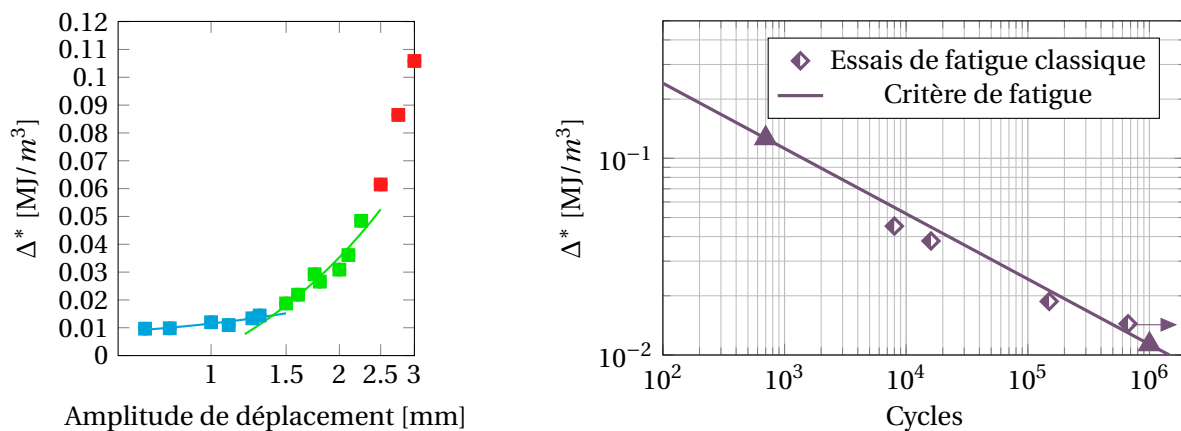 0.12
0.11
0.1
0.09
0.08
0.07
0.06
0.05
0.04
0.03
0.02
0.01
0
1 1.5 2 2.5 3
Δ* [MJ/m³]
Amplitude de déplacement [mm]
Essais de fatigue classique
Critère de fatigue
10⁻¹
10⁻²
10² 10³ 10⁴ 10⁵ 10⁶
Δ* [MJ/m³]
Cycles